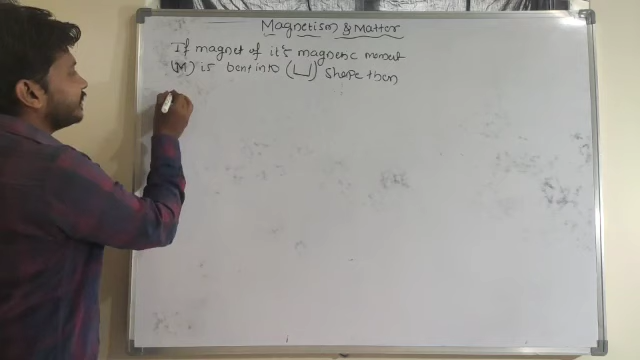 Magnetism & Matter
If magnet of it's magnetic moment
(M) is bent into (⊔) shape then